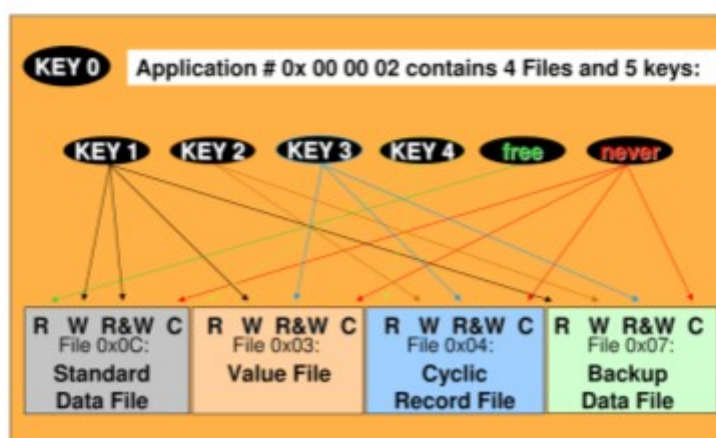 KEY 0 Application # 0x 00 00 02 contains 4 Files and 5 keys:
KEY 1 KEY 2 KEY 3 KEY 4 free never
R W R&W C R W R&W C R W R&W C R W R&W C
File 0x0C: File 0x03: File 0x04: File 0x07:
Standard Value File Cyclic Backup
Data File Record File Data File